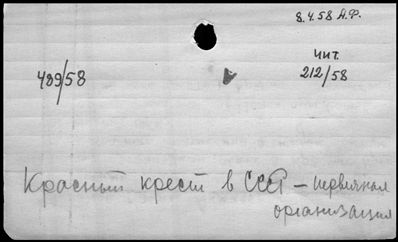 8.4.58 А.Ф.
чит.
489/58
212/58
Красный крест в СССР – первичная
организация